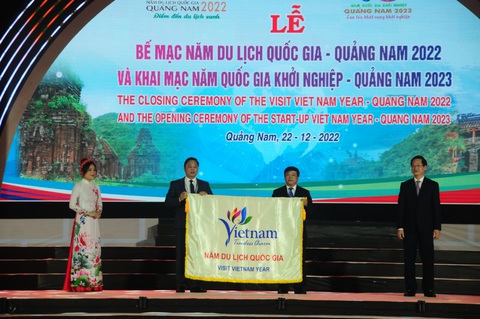 NĂM DU LỊCH QUỐC GIA
QUẢNG NAM 2022
Điểm đến du lịch xanh
QUẢNG NAM 2023
LỄ
BẾ MẠC NĂM DU LỊCH QUỐC GIA - QUẢNG NAM 2022
VÀ KHAI MẠC NĂM QUỐC GIA KHỞI NGHIỆP - QUẢNG NAM 2023
THE CLOSING CEREMONY OF THE VISIT VIET NAM YEAR - QUANG NAM 2022
AND THE OPENING CEREMONY OF THE START-UP VIET NAM YEAR - QUANG NAM 2023
Quảng Nam, 22 - 12 - 2022
Vietnam
Timeless Charm
NĂM DU LỊCH QUỐC GIA
VISIT VIETNAM YEAR